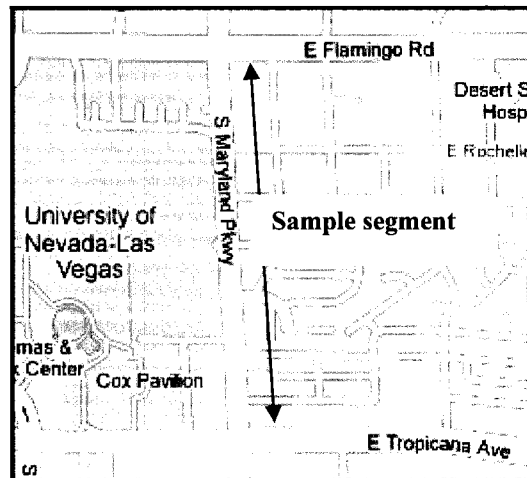 E Flamingo Rd
Desert S
Hosp
E Rochelle
S Maryland Pkwy
University of
Nevada-Las
Vegas
Sample segment
omas &
x Center
Cox Pavilion
E Tropicana Ave
S